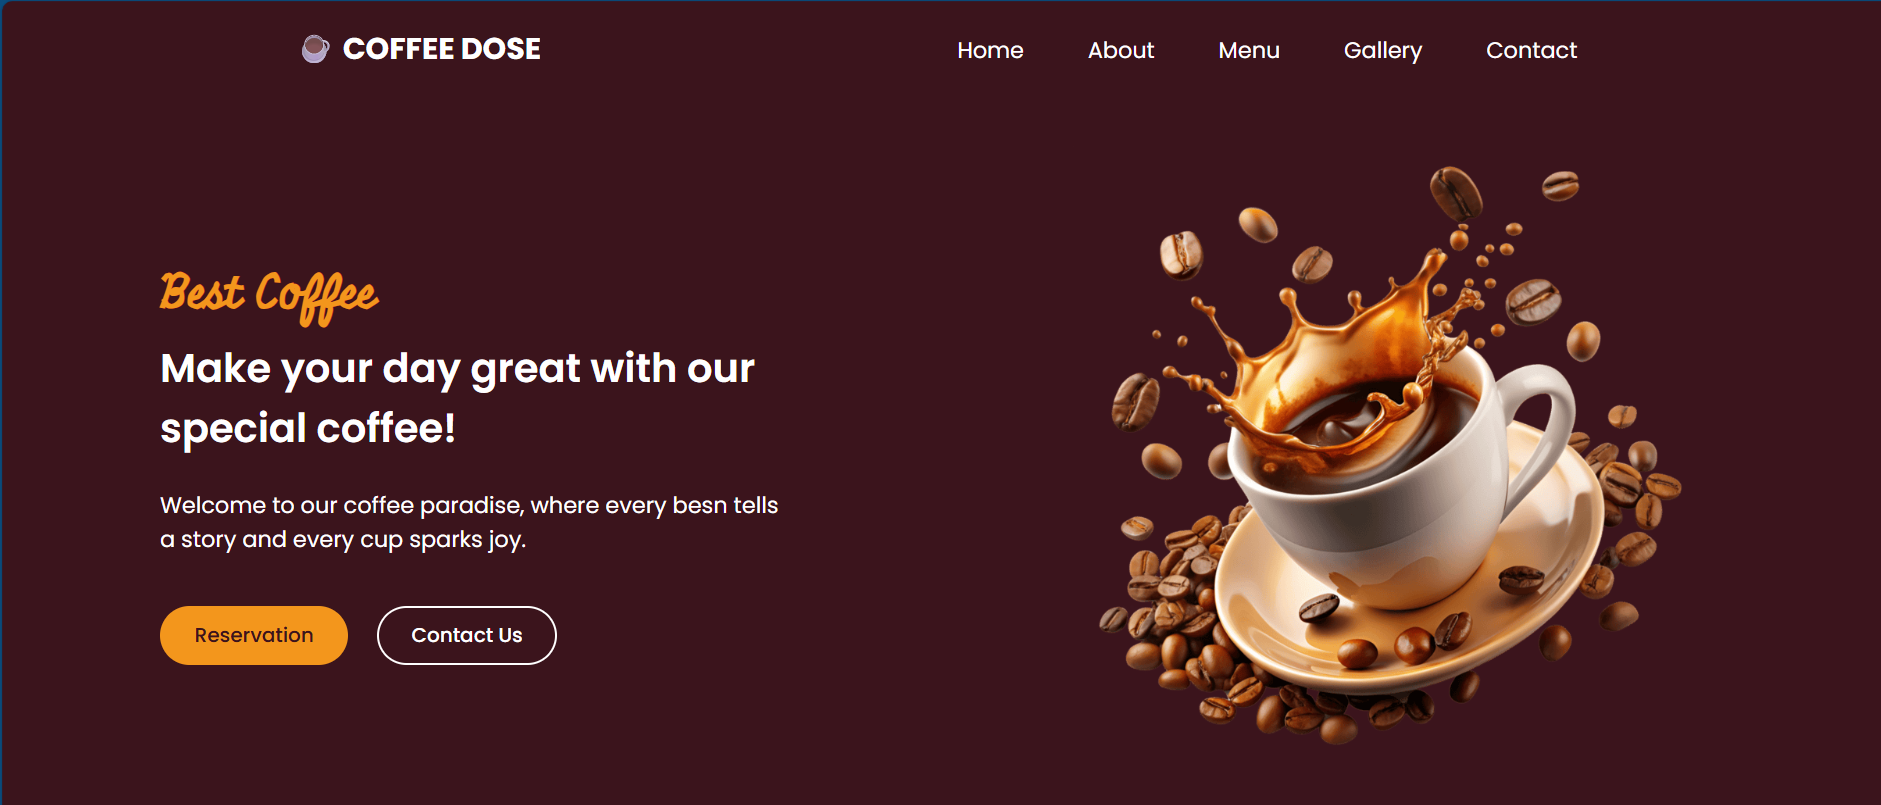 COFFEE DOSE
Home About Menu Gallery Contact
Best Coffee
Make your day great with our
special coffee!
Welcome to our coffee paradise, where every besn tells
a story and every cup sparks joy.
Reservation Contact Us